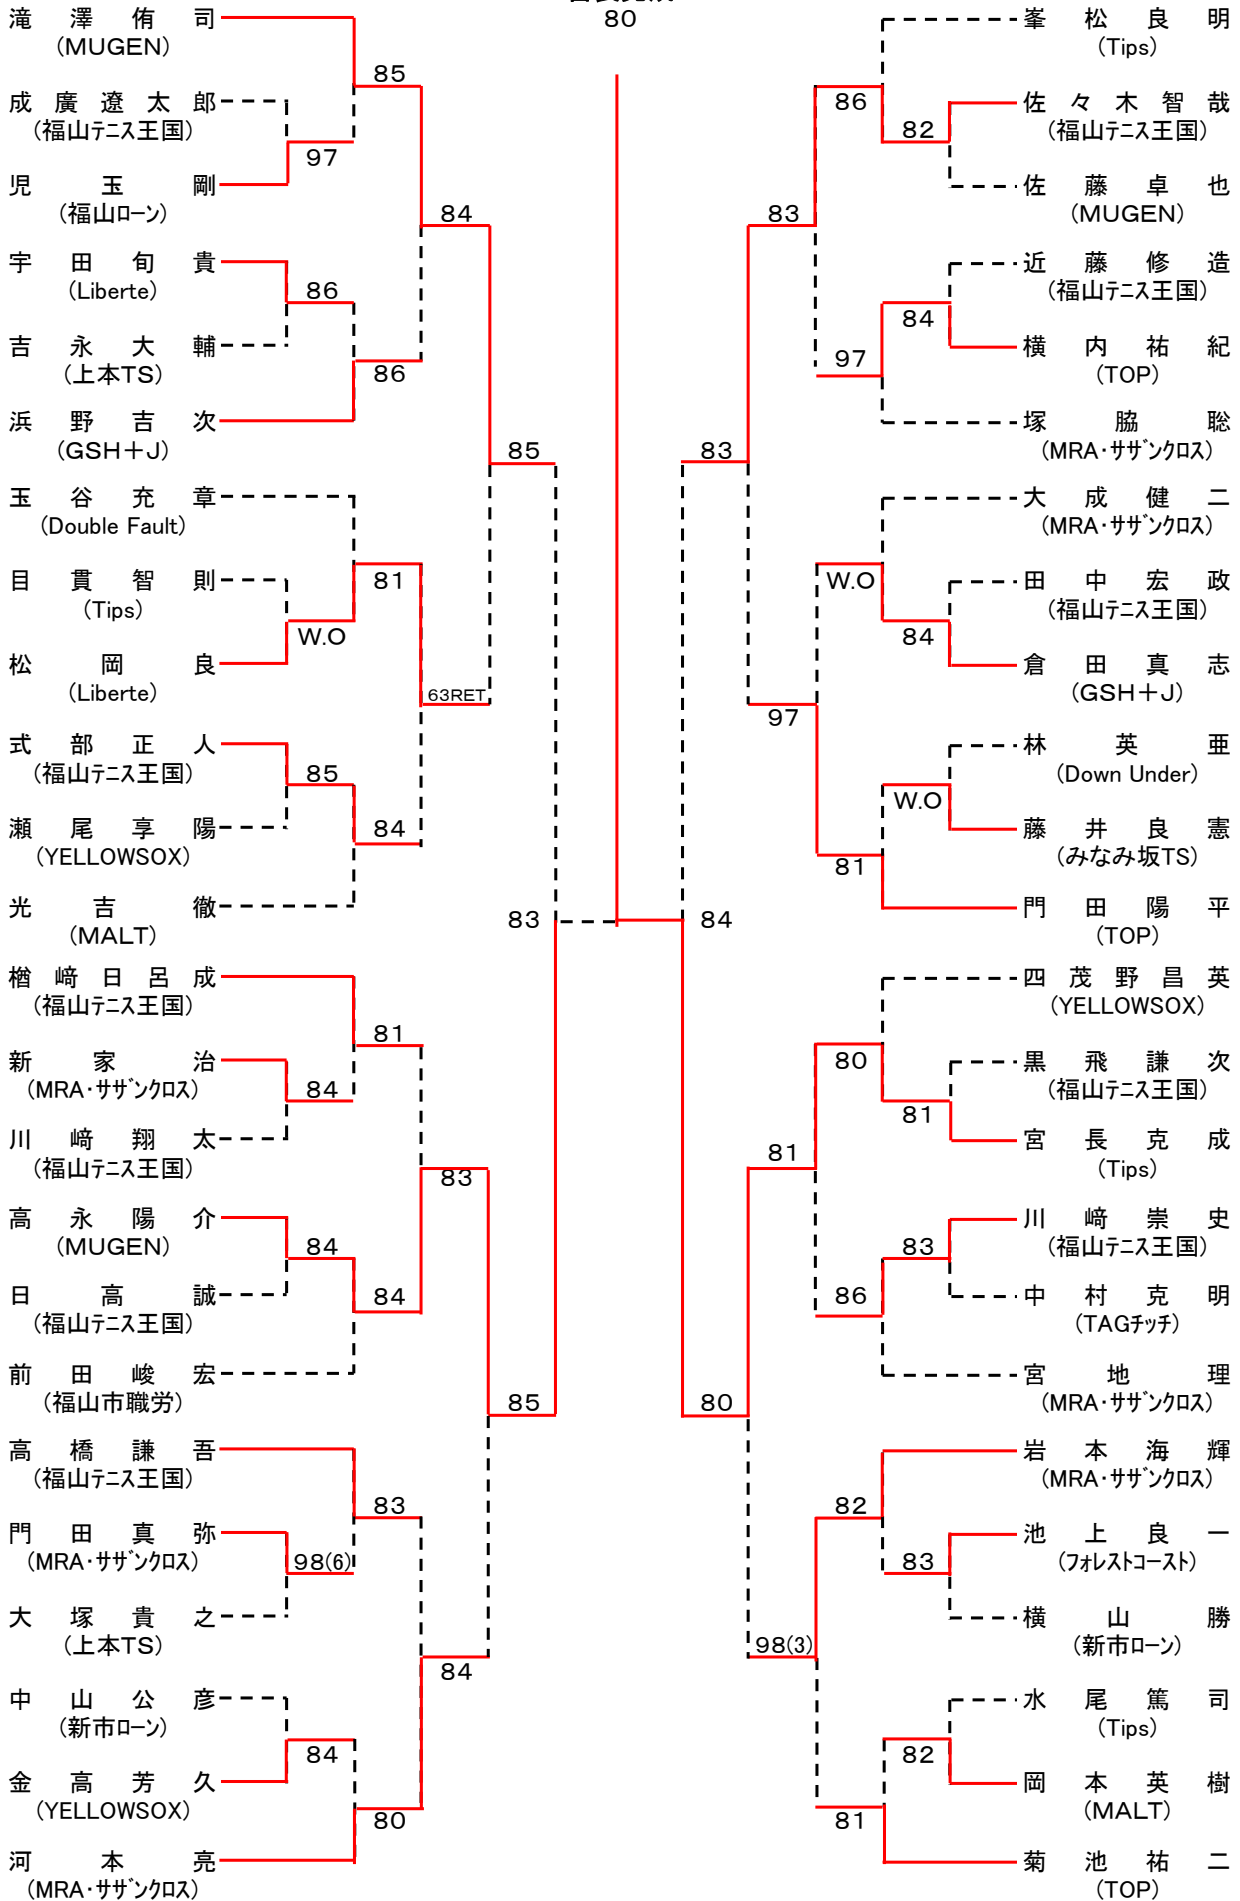 80
滝澤侑司
(MUGEN)
85
成廣遼太郎
(福山テニス王国)
97
児玉剛
(福山ローン)
84
宇田旬貴
(Liberte)
86
吉永大輔
(上本TS)
86
浜野吉次
(GSH＋J)
85
玉谷充章
(Double Fault)
81
目貫智則
(Tips)
W.O
松岡良
(Liberte)
63RET
式部正人
(福山テニス王国)
85
瀬尾享陽
(YELLOWSOX)
84
光吉徹
(MALT)
83
楢﨑日呂成
(福山テニス王国)
81
新家治
(MRA・サザンクロス)
84
川﨑翔太
(福山テニス王国)
83
高永陽介
(MUGEN)
84
日高誠
(福山テニス王国)
84
前田峻宏
(福山市職労)
85
高橋謙吾
(福山テニス王国)
83
門田真弥
(MRA・サザンクロス)
98(6)
大塚貴之
(上本TS)
84
中山公彦
(新市ローン)
84
金高芳久
(YELLOWSOX)
80
河本亮
(MRA・サザンクロス)
峯松良明
(Tips)
86
佐々木智哉
(福山テニス王国)
82
佐藤卓也
(MUGEN)
83
近藤修造
(福山テニス王国)
84
横内祐紀
(TOP)
97
塚脇聡
(MRA・サザンクロス)
83
大成健二
(MRA・サザンクロス)
W.O
田中宏政
(福山テニス王国)
84
倉田真志
(GSH＋J)
97
林英亜
(Down Under)
W.O
藤井良憲
(みなみ坂TS)
81
門田陽平
(TOP)
84
四茂野昌英
(YELLOWSOX)
80
黒飛謙次
(福山テニス王国)
81
宮長克成
(Tips)
81
川﨑崇史
(福山テニス王国)
83
中村克明
(TAGチッチ)
86
宮地理
(MRA・サザンクロス)
80
岩本海輝
(MRA・サザンクロス)
82
池上良一
(フォレストコースト)
83
横山勝
(新市ローン)
98(3)
水尾篤司
(Tips)
82
岡本英樹
(MALT)
81
菊池祐二
(TOP)